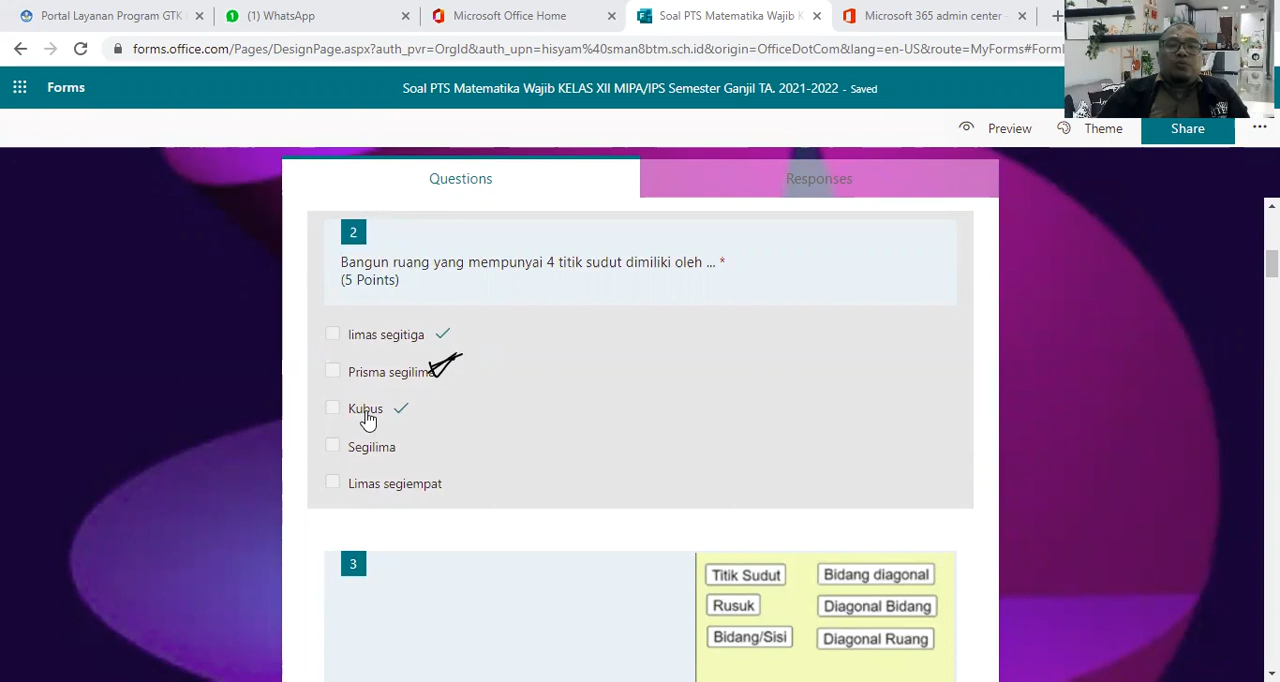 Portal Layanan Program GTK
(1) WhatsApp
Microsoft Office Home
Soal PTS Matematika Wajib K
Microsoft 365 admin center -
forms.office.com/Pages/DesignPage.aspx?auth_pvr=OrgId&auth_upn=hisyam%40sman8btm.sch.id&origin=OfficeDotCom&lang=en-US&route=MyForms#FormI
Forms
Soal PTS Matematika Wajib KELAS XII MIPA/IPS Semester Ganjil TA. 2021-2022 - Saved
Preview
Theme
Share
Questions
Responses
2
Bangun ruang yang mempunyai 4 titik sudut dimiliki oleh ... *
(5 Points)
limas segitiga
Prisma segilima
Kubus
Segilima
Limas segiempat
3
Titik Sudut
Bidang diagonal
Rusuk
Diagonal Bidang
Bidang/Sisi
Diagonal Ruang